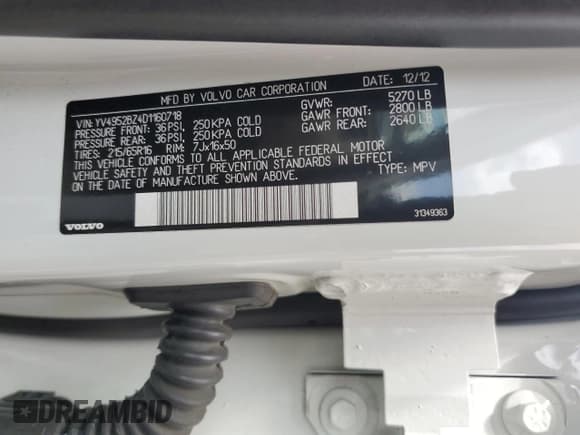 MFD BY VOLVO CAR CORPORATION DATE: 12/12
VIN: YV4952BZ4D1160718 GVWR: 5270 LB
PRESSURE FRONT: 36PSI, 250KPA COLD GAWR FRONT: 2800 LB
PRESSURE REAR: 36PSI, 250KPA COLD GAWR REAR: 2640 LB
TIRES: 215/65R16 RIM: 7Jx16x50
THIS VEHICLE CONFORMS TO ALL APPLICABLE FEDERAL MOTOR
VEHICLE SAFETY AND THEFT PREVENTION STANDARDS IN EFFECT
ON THE DATE OF MANUFACTURE SHOWN ABOVE. TYPE: MPV
VOLVO 31349363
DREAMBID